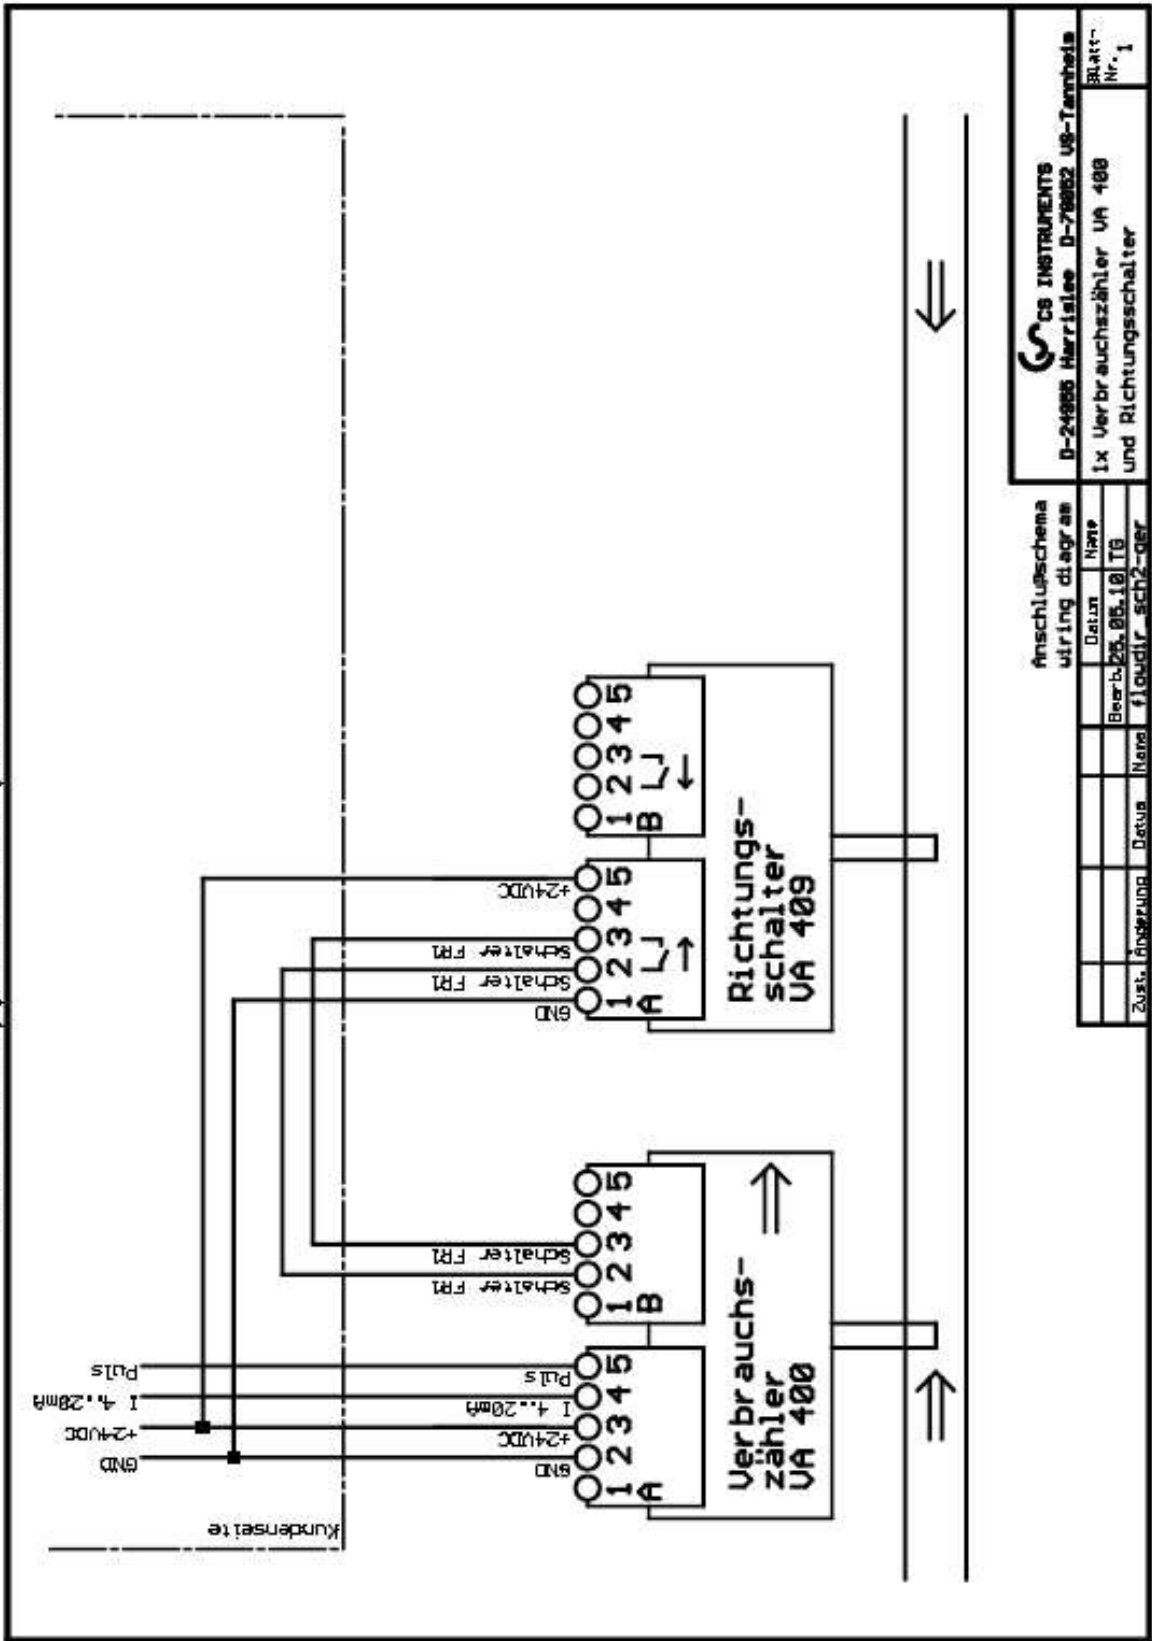 Kundenseite
GND
+24VDC
I 4..20mA
Puls
GND
+24VDC
I 4..20mA
Puls
Schalter FR1
Schalter FR1
GND
Schalter FR1
Schalter FR1
+24VDC
1 2 3 4 5
A
1 2 3 4 5
B
Verbrauchs-
zähler
VA 400
1 2 3 4 5
A
1 2 3 4 5
B
Richtungs-
schalter
VA 409
Anschlußschema
wiring diagram
CS INSTRUMENTS
D-24955 Harrislee D-78052 VS-Tannheim
Datum Name
Bearb. 26.05.10 TG
Zust. Änderung Datum Name flowdir_sch2-ger
1x Verbrauchszähler VA 400
und Richtungsschalter
Blatt-
Nr. 1